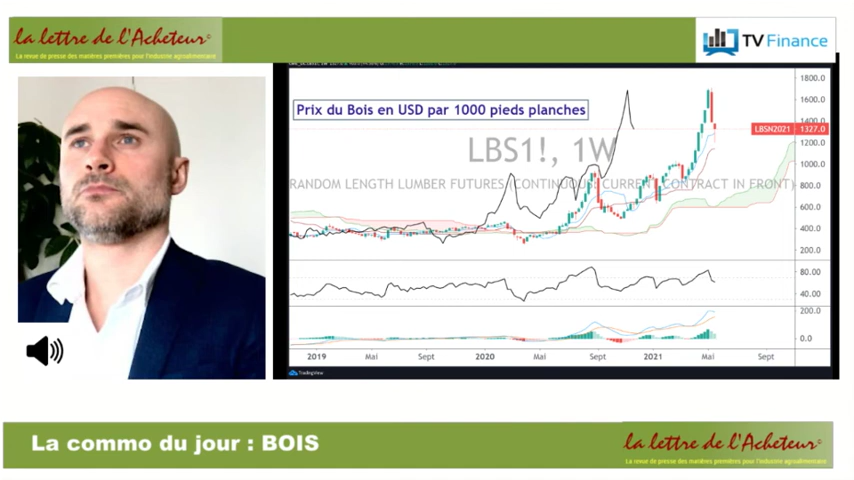 la lettre de l'Acheteur©
La revue de presse des matières premières pour l'industrie agroalimentaire
TV Finance
Prix du Bois en USD par 1000 pieds planches
LBS1!, 1W
RANDOM LENGTH LUMBER FUTURES (CONTINUOUS: CURRENT CONTRACT IN FRONT)
1800.0
1600.0
1400.0
LBSN2021 1327.0
1200.0
1000.0
800.0
600.0
400.0
200.0
80.00
40.00
200.0
0.0
2019 Mai Sept 2020 Mai Sept 2021 Mai Sept
TradingView
La commo du jour : BOIS
la lettre de l'Acheteur©
La revue de presse des matières premières pour l'industrie agroalimentaire